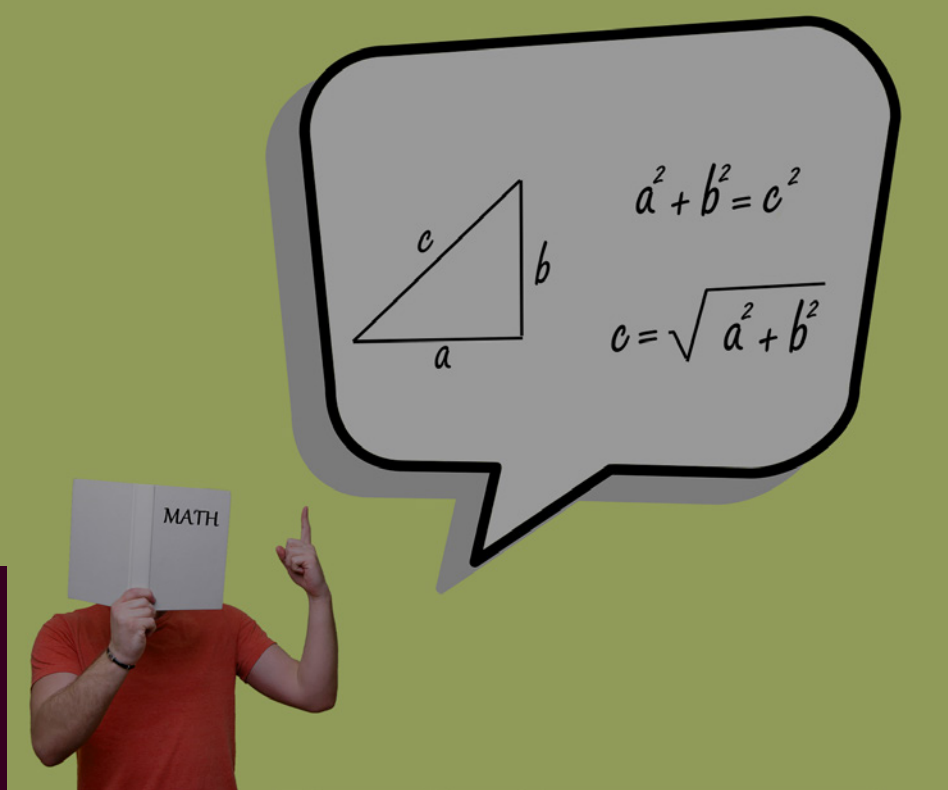 a² + b² = c²
c
b
c = √a² + b²
a
MATH